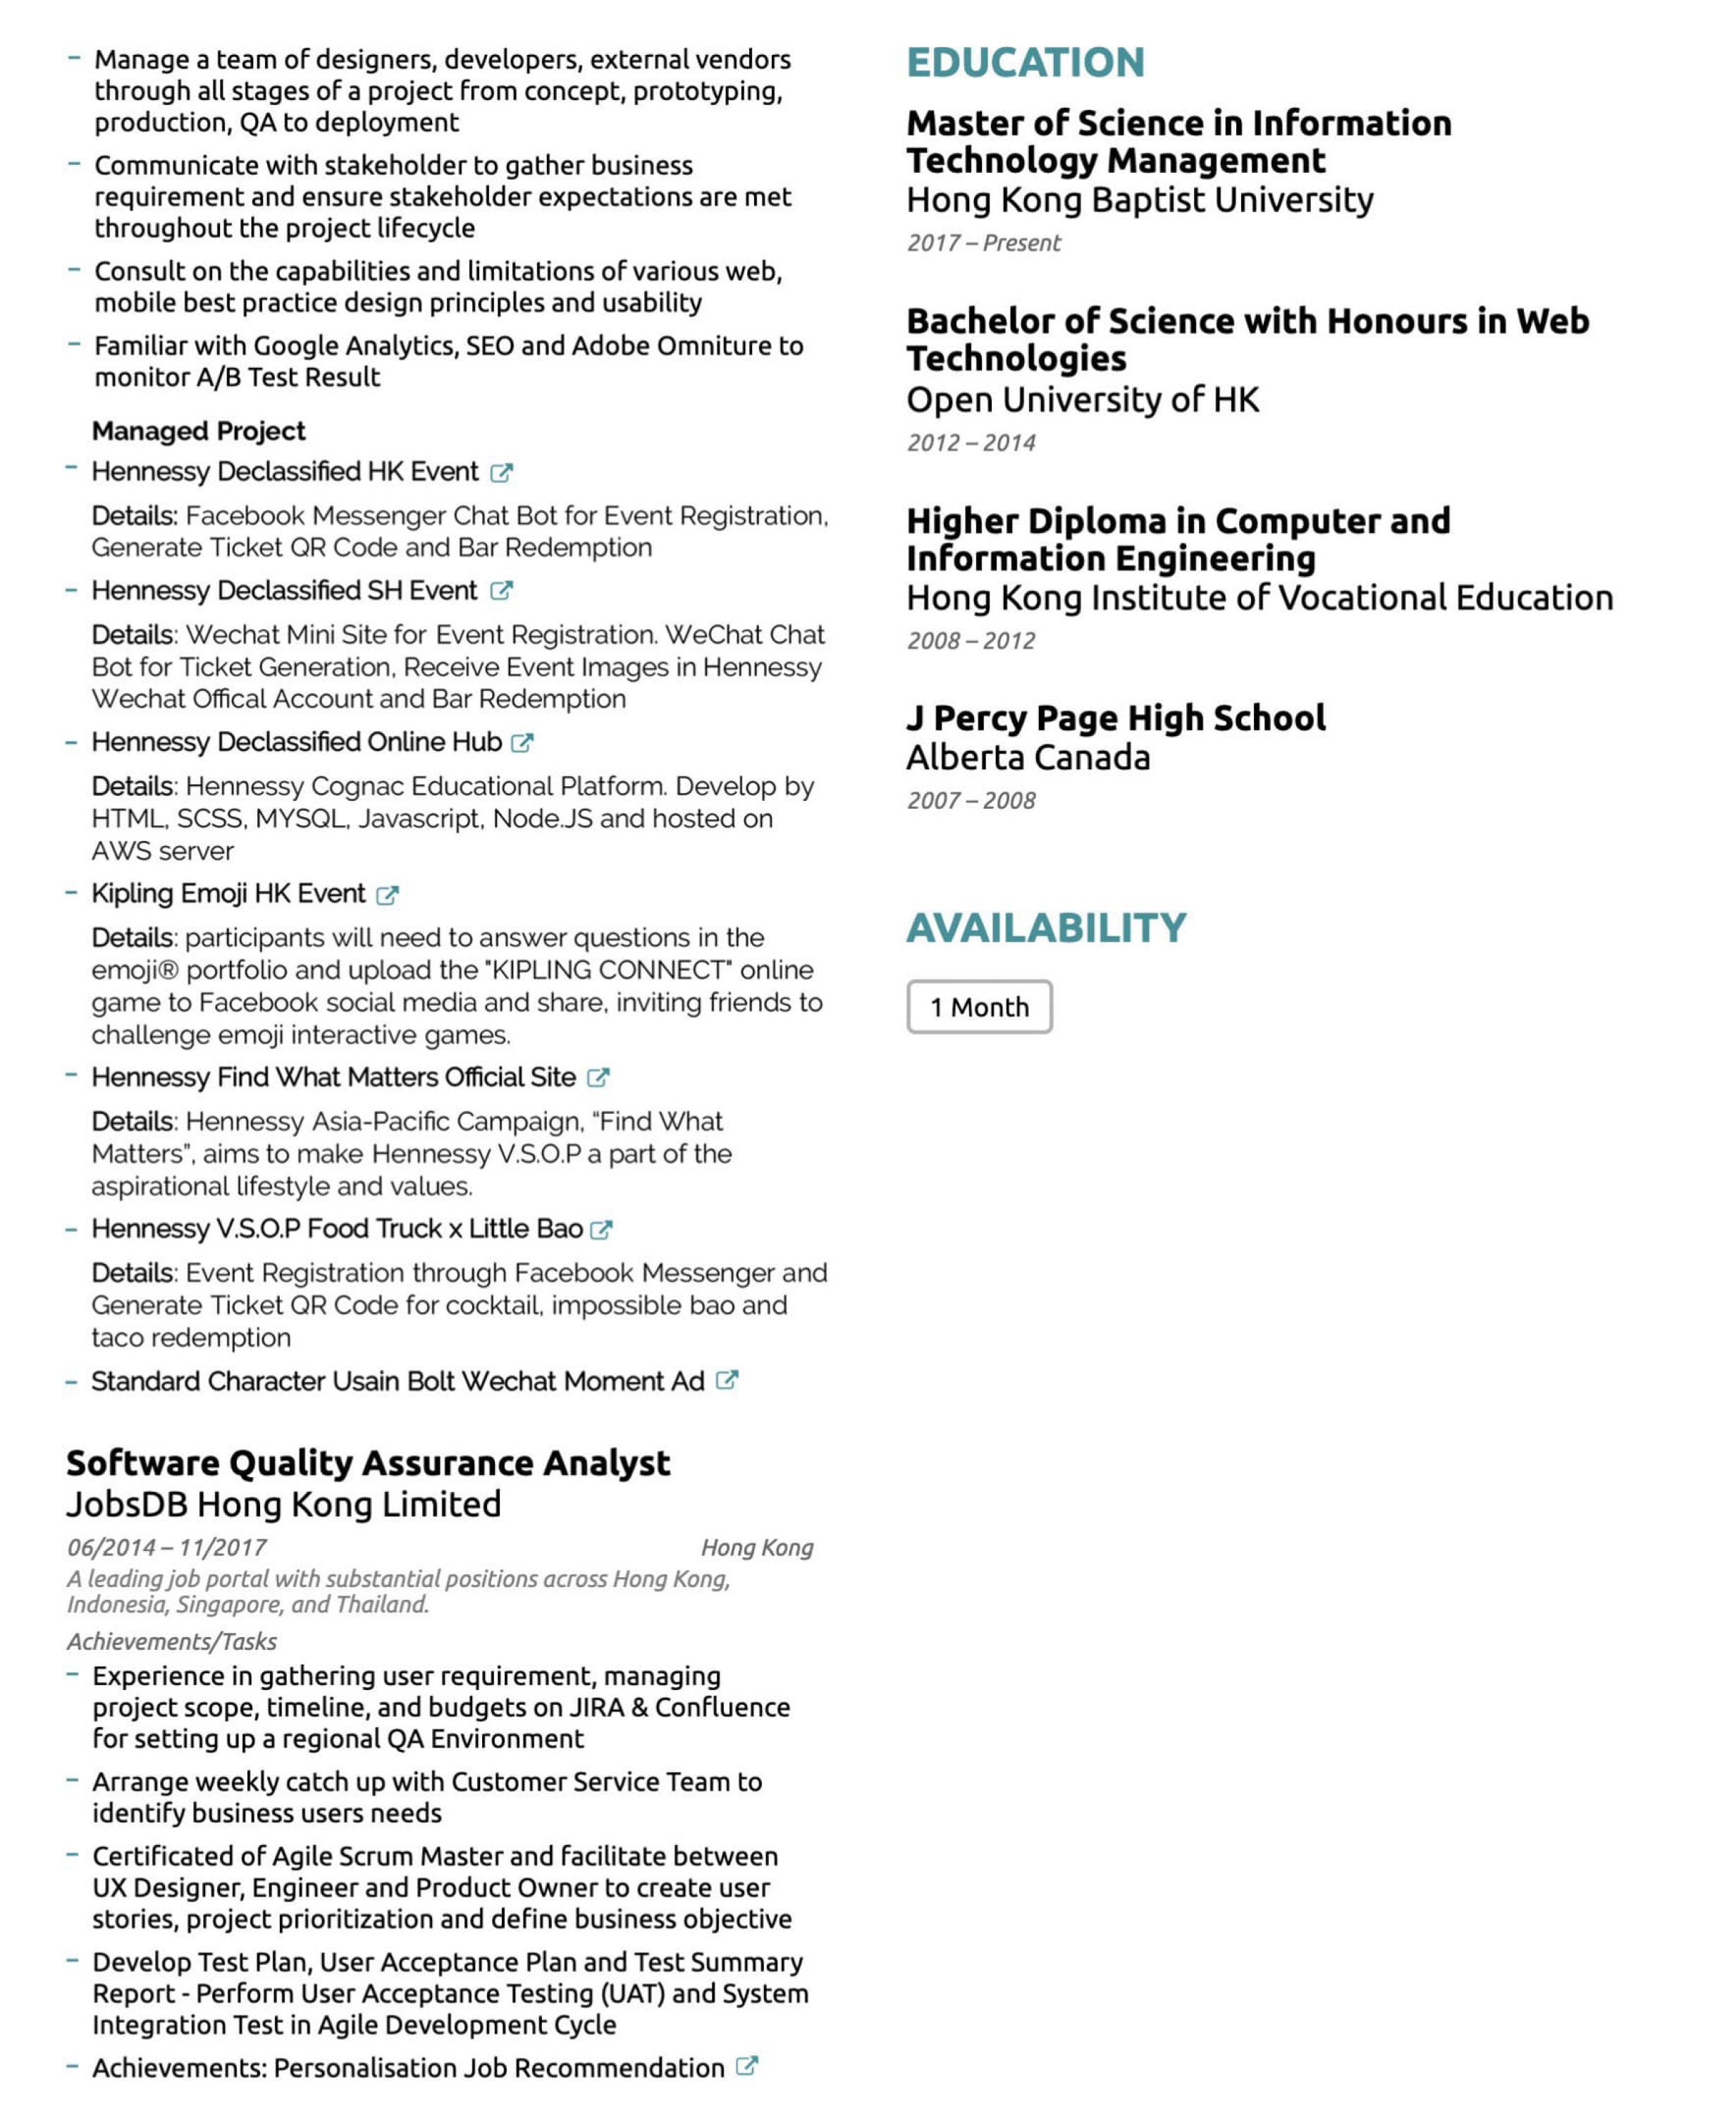 Manage a team of designers, developers, external vendors
through all stages of a project from concept, prototyping,
production, QA to deployment
Communicate with stakeholder to gather business
requirement and ensure stakeholder expectations are met
throughout the project lifecycle
Consult on the capabilities and limitations of various web,
mobile best practice design principles and usability
Familiar with Google Analytics, SEO and Adobe Omniture to
monitor A/B Test Result
Managed Project
Hennessy Declassified HK Event
Details: Facebook Messenger Chat Bot for Event Registration,
Generate Ticket QR Code and Bar Redemption
Hennessy Declassified SH Event
Details: Wechat Mini Site for Event Registration. WeChat Chat
Bot for Ticket Generation, Receive Event Images in Hennessy
Wechat Offical Account and Bar Redemption
Hennessy Declassified Online Hub
Details: Hennessy Cognac Educational Platform. Develop by
HTML, SCSS, MYSQL, Javascript, Node.JS and hosted on
AWS server
Kipling Emoji HK Event
Details: participants will need to answer questions in the
emoji® portfolio and upload the "KIPLING CONNECT" online
game to Facebook social media and share, inviting friends to
challenge emoji interactive games.
Hennessy Find What Matters Official Site
Details: Hennessy Asia-Pacific Campaign, “Find What
Matters”, aims to make Hennessy V.S.O.P a part of the
aspirational lifestyle and values.
Hennessy V.S.O.P Food Truck x Little Bao
Details: Event Registration through Facebook Messenger and
Generate Ticket QR Code for cocktail, impossible bao and
taco redemption
Standard Character Usain Bolt Wechat Moment Ad
Software Quality Assurance Analyst
JobsDB Hong Kong Limited
06/2014 – 11/2017 Hong Kong
A leading job portal with substantial positions across Hong Kong,
Indonesia, Singapore, and Thailand.
Achievements/Tasks
Experience in gathering user requirement, managing
project scope, timeline, and budgets on JIRA & Confluence
for setting up a regional QA Environment
Arrange weekly catch up with Customer Service Team to
identify business users needs
Certificated of Agile Scrum Master and facilitate between
UX Designer, Engineer and Product Owner to create user
stories, project prioritization and define business objective
Develop Test Plan, User Acceptance Plan and Test Summary
Report - Perform User Acceptance Testing (UAT) and System
Integration Test in Agile Development Cycle
Achievements: Personalisation Job Recommendation
EDUCATION
Master of Science in Information
Technology Management
Hong Kong Baptist University
2017 – Present
Bachelor of Science with Honours in Web
Technologies
Open University of HK
2012 – 2014
Higher Diploma in Computer and
Information Engineering
Hong Kong Institute of Vocational Education
2008 – 2012
J Percy Page High School
Alberta Canada
2007 – 2008
AVAILABILITY
1 Month